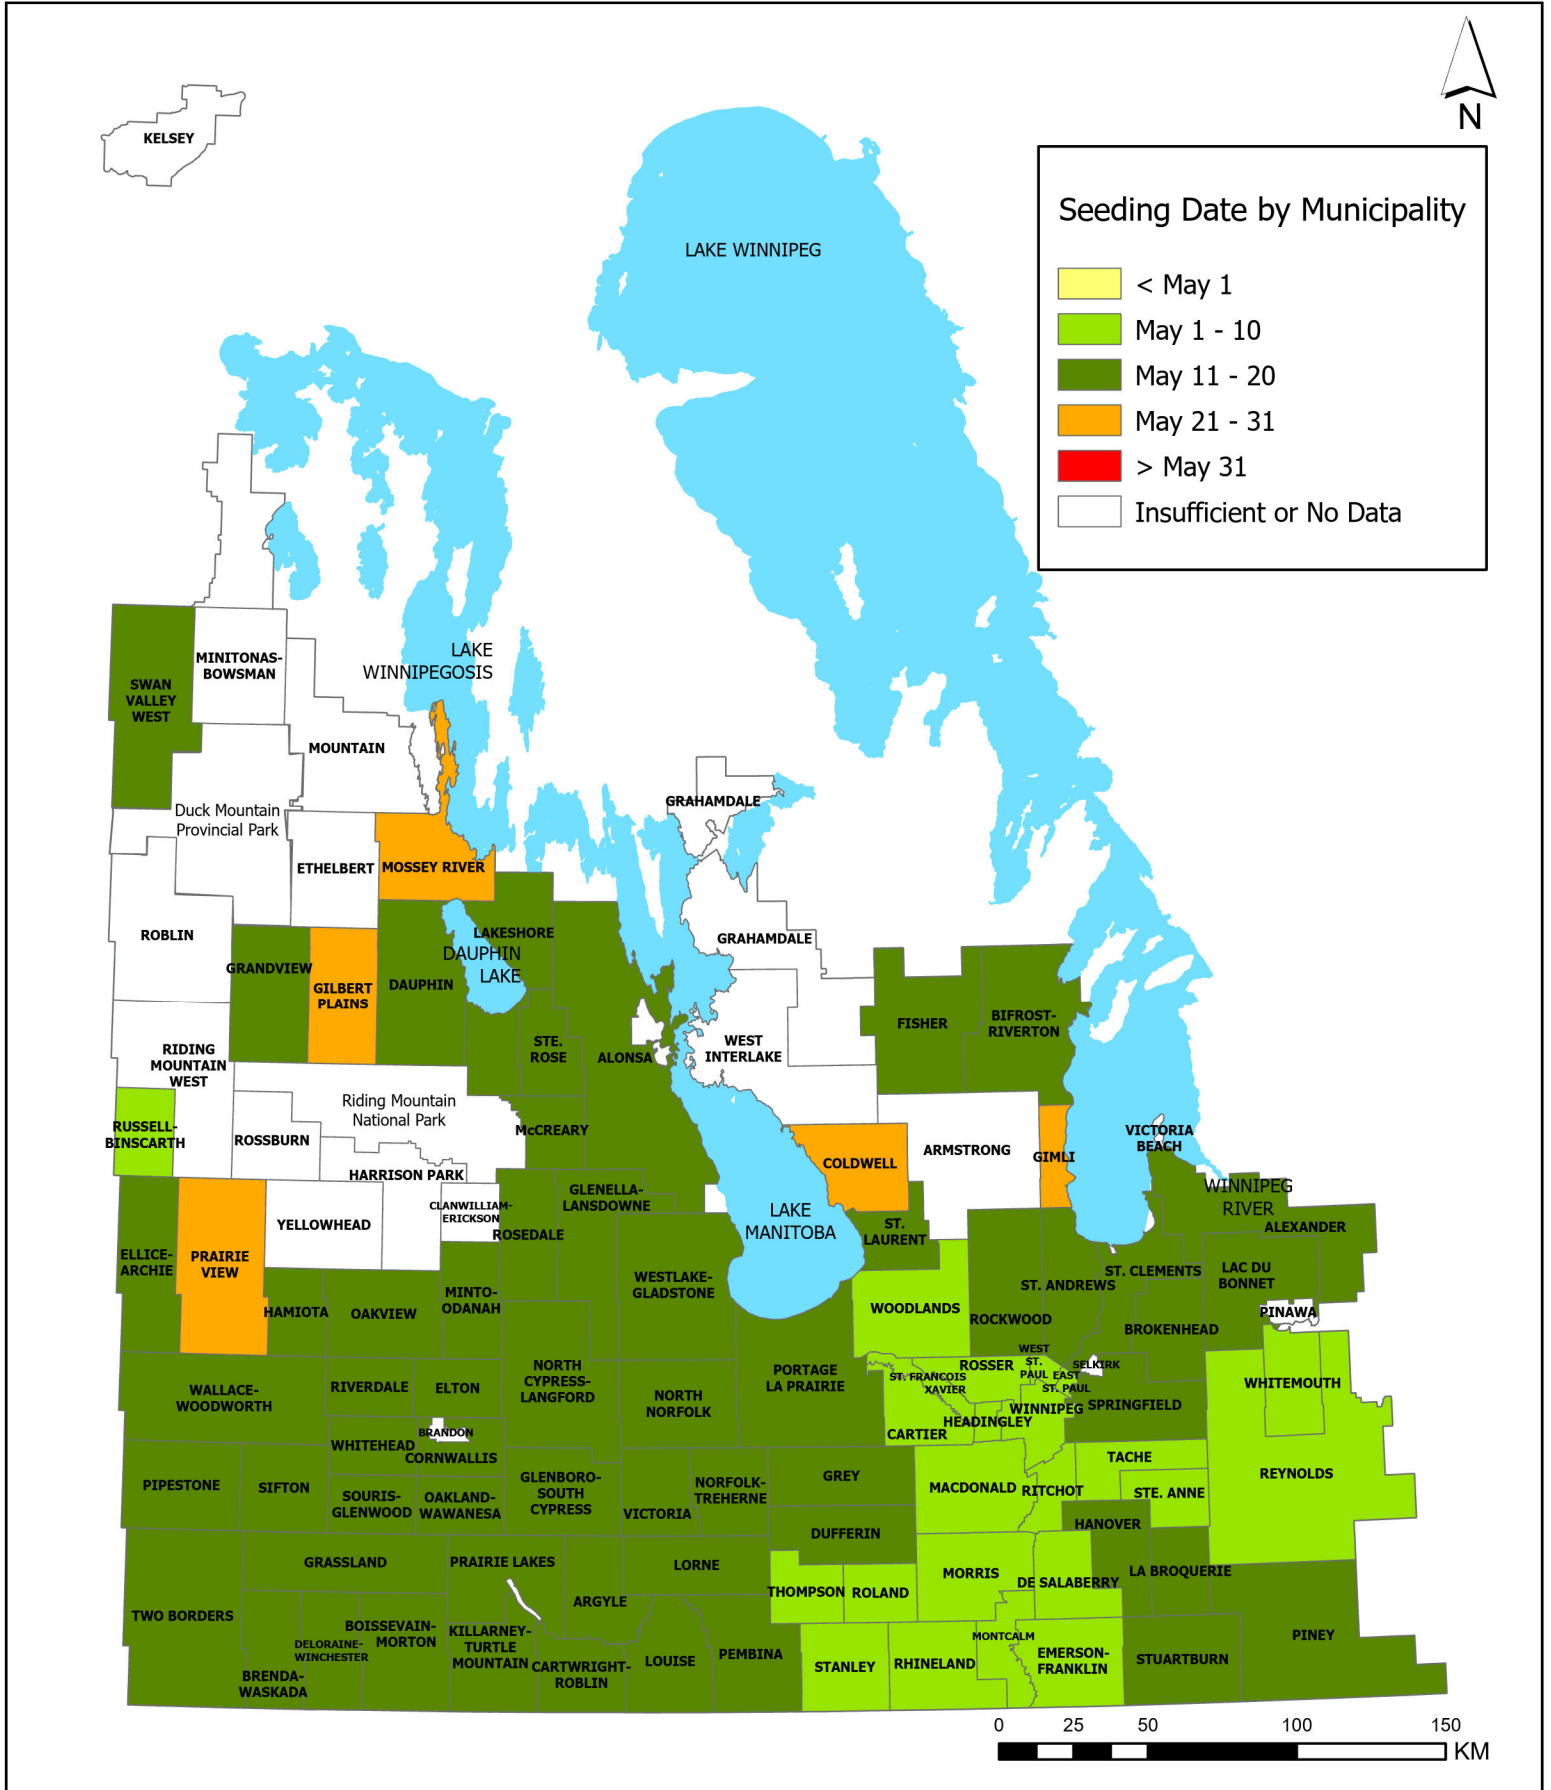 N
KELSEY
Seeding Date by Municipality
< May 1
May 1 - 10
May 11 - 20
May 21 - 31
> May 31
Insufficient or No Data
LAKE WINNIPEG
LAKE
WINNIPEGOSIS
MINITONAS-
BOWSMAN
SWAN
VALLEY
WEST
MOUNTAIN
Duck Mountain
Provincial Park
GRAHAMDALE
ETHELBERT
MOSSEY RIVER
ROBLIN
LAKESHORE
DAUPHIN
LAKE
GRAHAMDALE
GRANDVIEW
GILBERT
PLAINS
DAUPHIN
FISHER
BIFROST-
RIVERTON
STE.
ROSE
ALONSA
WEST
INTERLAKE
RIDING
MOUNTAIN
WEST
Riding Mountain
National Park
RUSSELL-
BINSCARTH
ROSSBURN
McCREARY
VICTORIA
BEACH
HARRISON PARK
COLDWELL
ARMSTRONG
GIMLI
GLENELLA-
LANSDOWNE
CLANWILLIAM-
ERICKSON
YELLOWHEAD
ROSEDALE
LAKE
MANITOBA
ST.
LAURENT
WINNIPEG
RIVER
ALEXANDER
ELLICE-
ARCHIE
PRAIRIE
VIEW
WESTLAKE-
GLADSTONE
ST. CLEMENTS
LAC DU
BONNET
ST. ANDREWS
HAMIOTA
OAKVIEW
MINTO-
ODANAH
WOODLANDS
ROCKWOOD
PINAWA
BROKENHEAD
NORTH
CYPRESS-
LANGFORD
PORTAGE
LA PRAIRIE
ROSSER
WEST
ST.
PAUL
EAST
ST. PAUL
SELKIRK
ST. FRANCOIS
XAVIER
WHITEMOUTH
WALLACE-
WOODWORTH
RIVERDALE
ELTON
NORTH
NORFOLK
WINNIPEG
SPRINGFIELD
HEADINGLEY
CARTIER
BRANDON
WHITEHEAD
CORNWALLIS
TACHE
REYNOLDS
PIPESTONE
SIFTON
SOURIS-
GLENWOOD
OAKLAND-
WAWANESA
GLENBORO-
SOUTH
CYPRESS
VICTORIA
NORFOLK-
TREHERNE
GREY
MACDONALD
RITCHOT
STE. ANNE
HANOVER
DUFFERIN
GRASSLAND
PRAIRIE LAKES
LORNE
MORRIS
DE SALABERRY
LA BROQUERIE
THOMPSON
ROLAND
ARGYLE
TWO BORDERS
BOISSEVAIN-
MORTON
DELORAINE-
WINCHESTER
KILLARNEY-
TURTLE
MOUNTAIN
BRENDA-
WASKADA
CARTWRIGHT-
ROBLIN
LOUISE
PEMBINA
STANLEY
RHINELAND
MONTCALM
EMERSON-
FRANKLIN
STUARTBURN
PINEY
0 25 50 100 150
KM